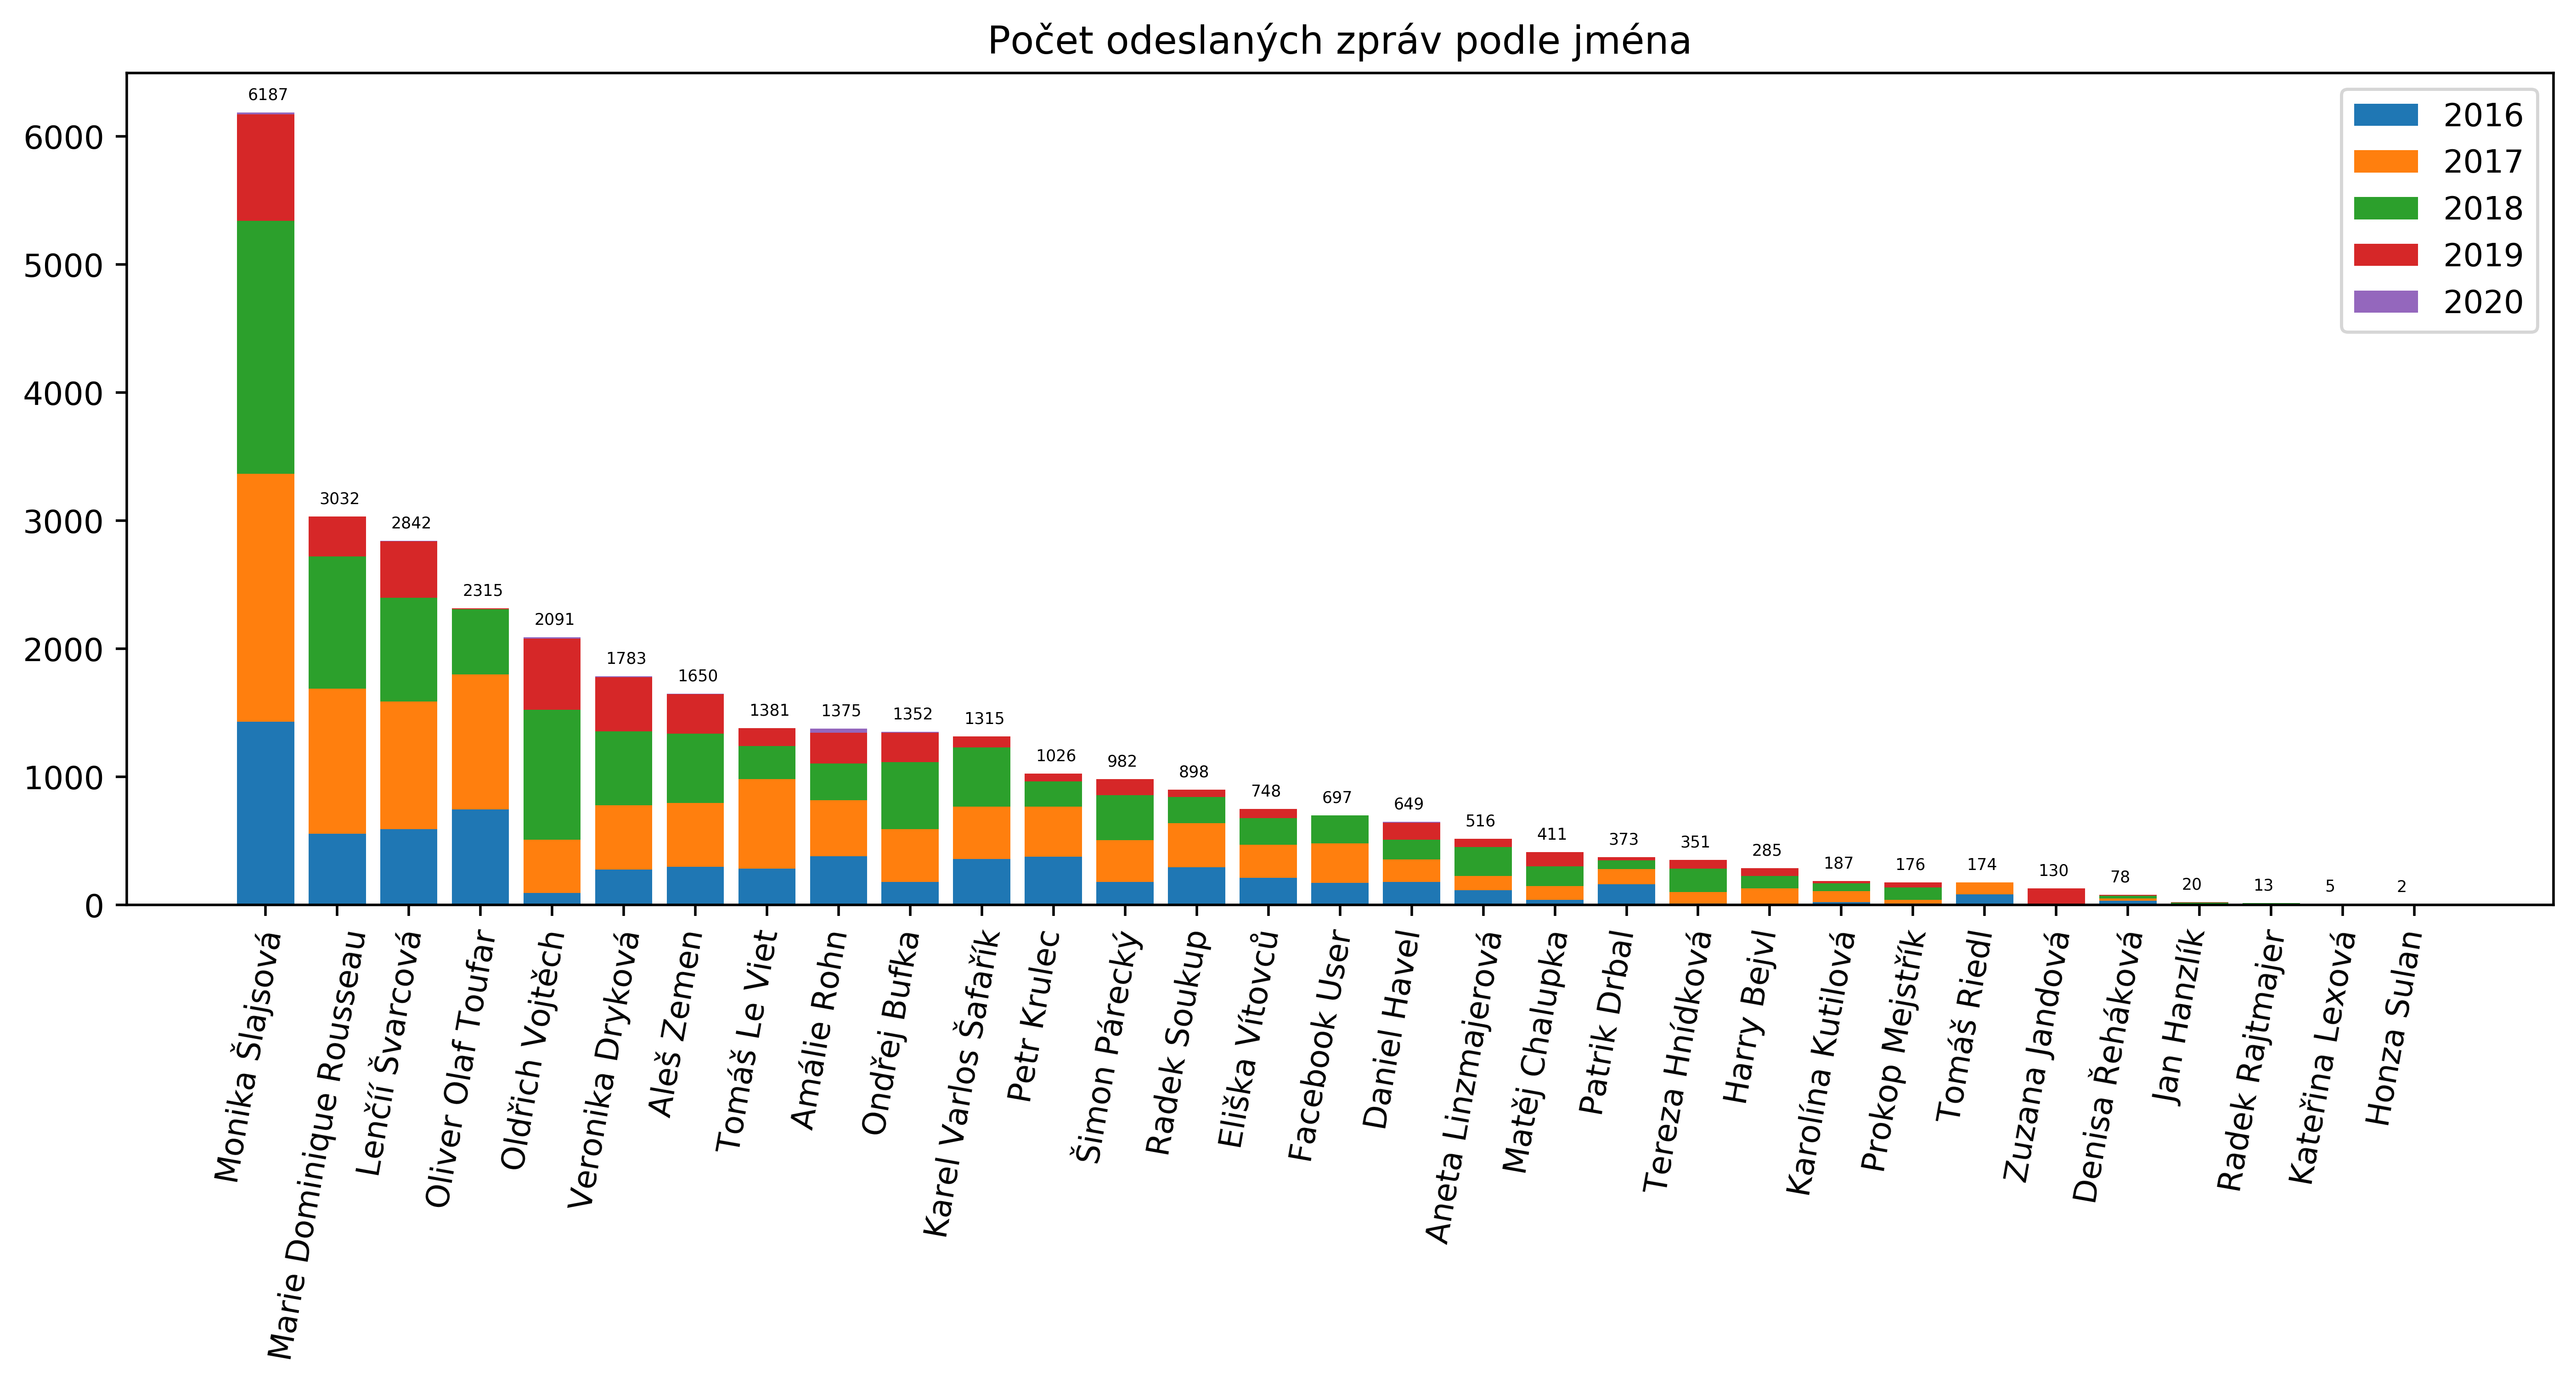 Počet odeslaných zpráv podle jména
6000
5000
4000
3000
2000
1000
0
2016
2017
2018
2019
2020
6187
3032
2842
2315
2091
1783
1650
1381
1375
1352
1315
1026
982
898
748
697
649
516
411
373
351
285
187
176
174
130
78
20
13
5
2
Monika Šlajsová
Marie Dominique Rousseau
Lenčíí Švarcová
Oliver Olaf Toufar
Oldřich Vojtěch
Veronika Dryková
Aleš Zemen
Tomáš Le Viet
Amálie Rohn
Ondřej Bufka
Karel Varlos Šafařík
Petr Krulec
Šimon Párecký
Radek Soukup
Eliška Vítovců
Facebook User
Daniel Havel
Aneta Linzmajerová
Matěj Chalupka
Patrik Drbal
Tereza Hnídková
Harry Bejvl
Karolína Kutilová
Prokop Mejstřík
Tomáš Riedl
Zuzana Jandová
Denisa Řeháková
Jan Hanzlík
Radek Rajtmajer
Kateřina Lexová
Honza Sulan